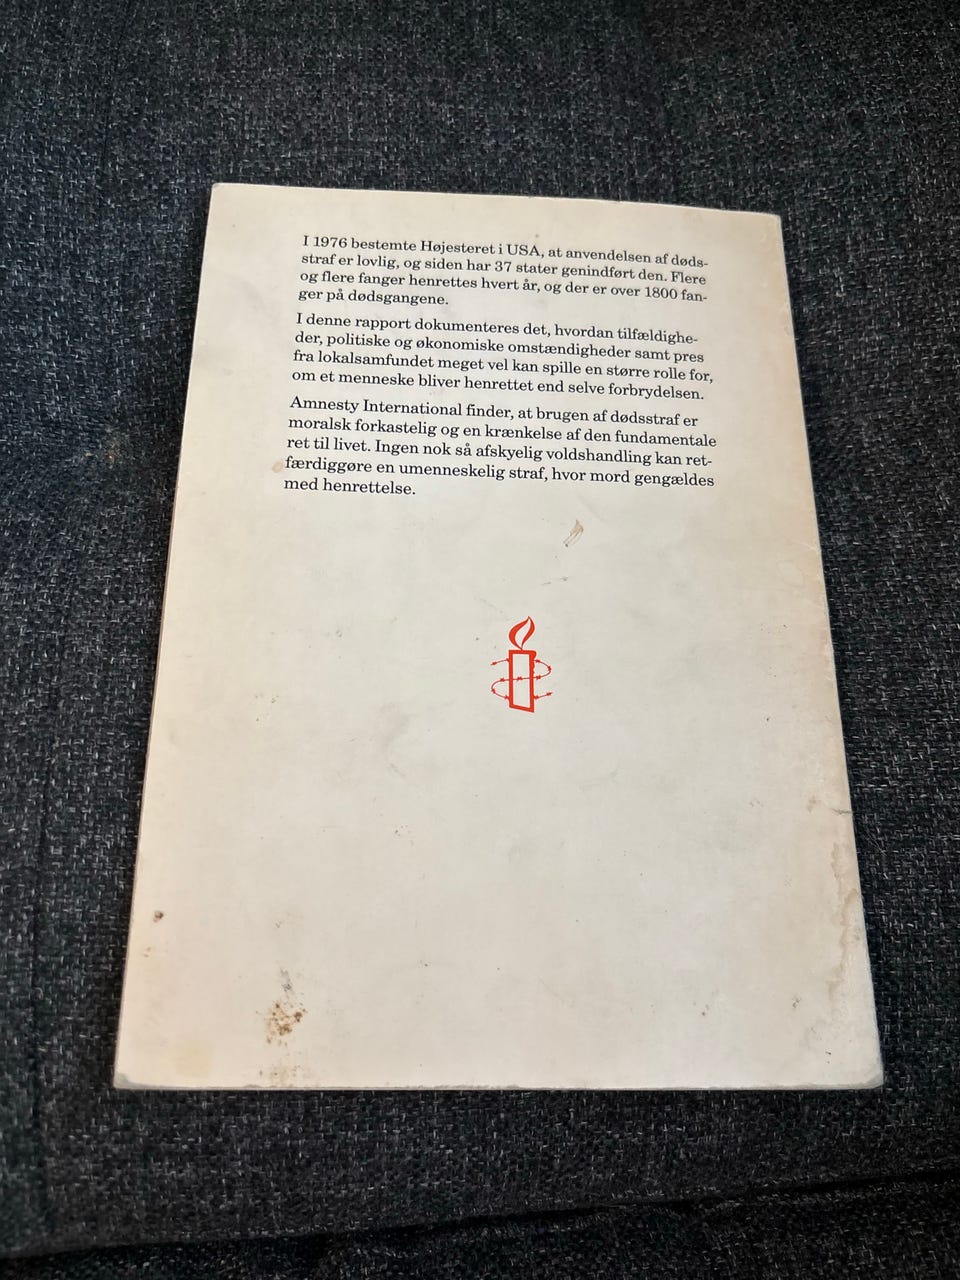 I 1976 bestemte Højesteret i USA, at anvendelsen af døds-
straf er lovlig, og siden har 37 stater genindført den. Flere
og flere fanger henrettes hvert år, og der er over 1800 fan-
ger på dødsgangene.
I denne rapport dokumenteres det, hvordan tilfældighe-
der, politiske og økonomiske omstændigheder samt pres
fra lokalsamfundet meget vel kan spille en større rolle for,
om et menneske bliver henrettet end selve forbrydelsen.
Amnesty International finder, at brugen af dødsstraf er
moralsk forkastelig og en krænkelse af den fundamentale
ret til livet. Ingen nok så afskyelig voldshandling kan ret-
færdiggøre en umenneskelig straf, hvor mord gengældes
med henrettelse.